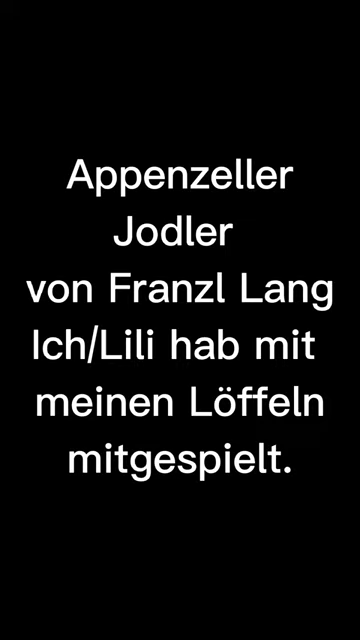 Appenzeller
Jodler
von Franzl Lang
Ich/Lili hab mit
meinen Löffeln
mitgespielt.